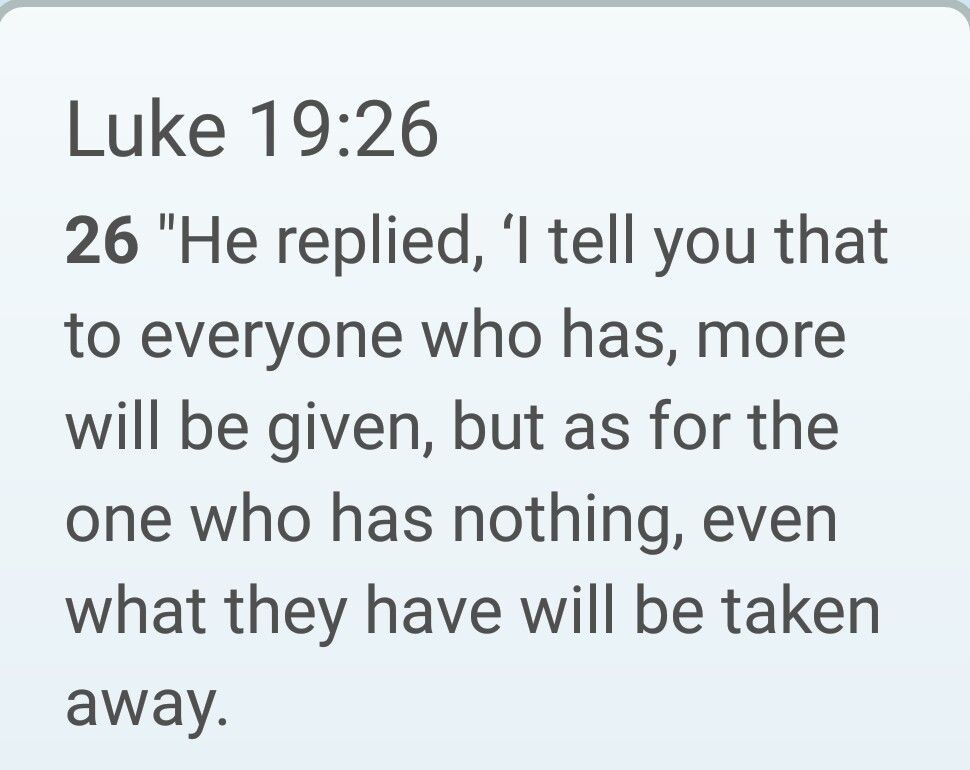 Luke 19:26
26 "He replied, ‘I tell you that
to everyone who has, more
will be given, but as for the
one who has nothing, even
what they have will be taken
away.